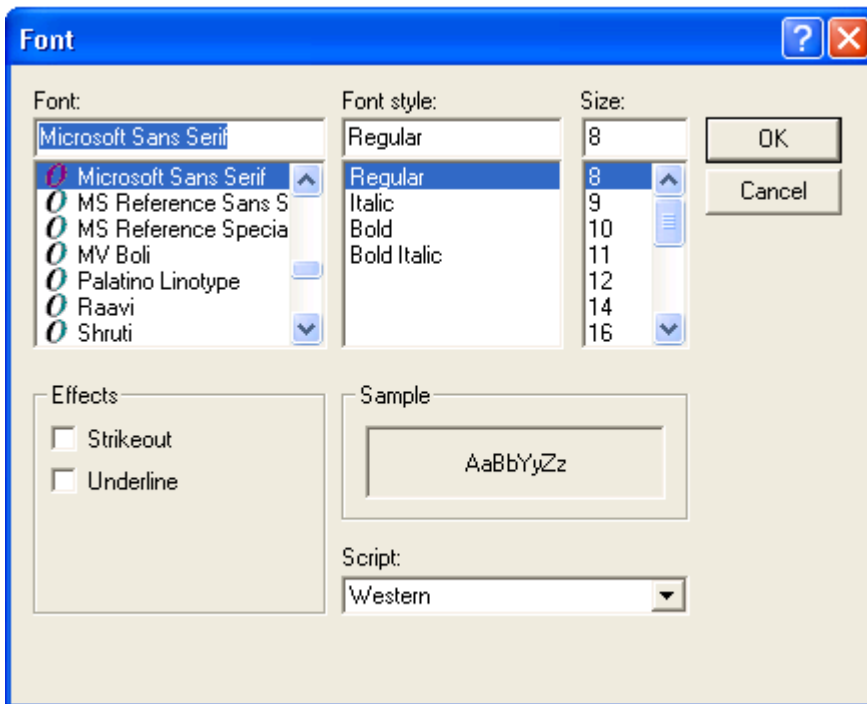 Font
Font:
Font style:
Size:
Microsoft Sans Serif
Regular
8
OK
Microsoft Sans Serif
MS Reference Sans S
MS Reference Specia
MV Boli
Palatino Linotype
Raavi
Shruti
Regular
Italic
Bold
Bold Italic
8
9
10
11
12
14
16
Cancel
Effects
Strikeout
Underline
Sample
AaBbYyZz
Script:
Western